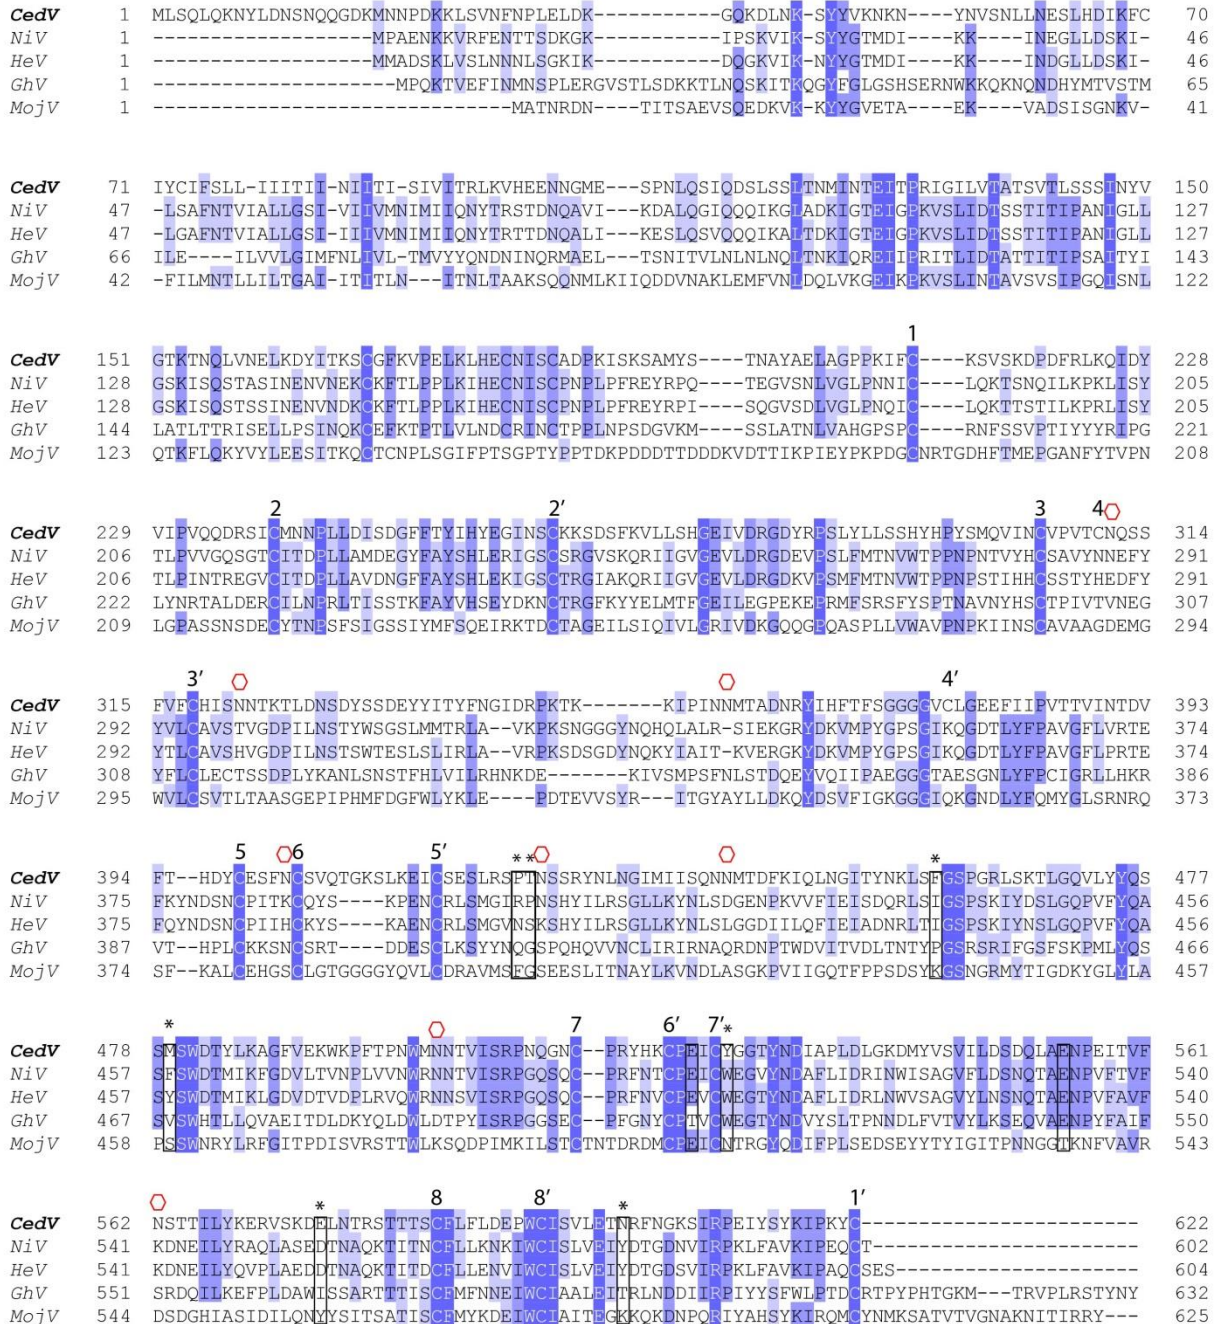 CedV 1 MLSQLQKNYLDNSNQQGDKMNNPDKKLSVNFNPLELDK-----------GQKDLNK-SYYVKNKN----YNVSNLLNESLHDIKFC 70
NiV 1 -------------------MPAENKKVRFENTTSDKGK-----------IPSKVIK-SYYGTMDI----KK----INEGLLDSKI- 46
HeV 1 -------------------MMADSKLVSLNNNLSGKIK-----------DQGKVIK-NYYGTMDI----KK----INDGLLDSKI- 46
GhV 1 ---------------------MPQKTVEFINMNSPLERGVSTLSDKKTLNQSKITKQGYFGLGSHSERNWKKQKNQNDHYMTVSTM 65
MojV 1 -------------------------------MATNRDN----TITSAEVSQEDKVKKYYGVETA----EK----VADSISGNKV- 41
CedV 71 IYCIFSLL-IIITII-NIITI-SIVITRLKVHEENNGME---SPNLQSIQDSLSSLTNMINTEITPRIGILVTATSVTLSSSINYV 150
NiV 47 -LSAFNTVIALLGSI-VIIVMNIMIIQNYTRSTDNQAVI---KDALQGIQQQIKGLADKIGTEIGPKVSLIDTSSTITIPANIGLL 127
HeV 47 -LGAFNTVIALLGSI-IIIVMNIMIIQNYTRTTDNQALI---KESLQSVQQQIKALTDKIGTEIGPKVSLIDTSSTITIPANIGLL 127
GhV 66 ILE----ILVVLGIMFNLIVL-TMVYYQNDNINQRMAEL---TSNITVLNLNLNQLTNKIQREIIPRITLIDTATTITIPSAITYI 143
MojV 42 -FILMNTLLILTGAI-ITITLN---ITNLTAAKSQQNMLKIIQDDVNAKLEMFVNLDQLVKGEIKPKVSLINTAVSVSIPGQISNL 122
1
CedV 151 GTKTNQLVNELKDYITKSCGFKVPELKLHECNISCADPKISKSAMYS----TNAYAELAGPPKIFC----KSVSKDPDFRLKQIDY 228
NiV 128 GSKISQSTASINENVNEKCKFTLPPLKIHECNISCPNPLPFREYRPQ----TEGVSNLVGLPNNIC----LQKTSNQILKPKLISY 205
HeV 128 GSKISQSTSSINENVNDKCKFTLPPLKIHECNISCPNPLPFREYRPI----SQGVSDLVGLPNQIC----LQKTTSTILKPRLISY 205
GhV 144 LATLTTRISELLPSINQKCEFKTPTLVLNDCRINCTPPLNPSDGVKM----SSLATNLVAHGPSPC----RNFSSVPTIYYYRIPG 221
MojV 123 QTKFLQKYVYLEESITKQCTCNPLSGIFPTSGPTYPPTDKPDDDTTDDDKVDTTIKPIEYPKPDGCNRTGDHFTMEPGANFYTVPN 208
2 2′ 3 4
CedV 229 VIPVQQDRSICMNNPLLDISDGFFTYIHYEGINSCKKSDSFKVLLSHGEIVDRGDYRPSLYLLSSHYHPYSMQVINCVPVTCNQSS 314
NiV 206 TLPVVGQSGTCITDPLLAMDEGYFAYSHLERIGSCSRGVSKQRIIGVGEVLDRGDEVPSLFMTNVWTPPNPNTVYHCSAVYNNEFY 291
HeV 206 TLPINTREGVCITDPLLAVDNGFFAYSHLEKIGSCTRGIAKQRIIGVGEVLDRGDKVPSMFMTNVWTPPNPSTIHHCSSTYHEDFY 291
GhV 222 LYNRTALDERCILNPRLTISSTKFAYVHSEYDKNCTRGFKYYELMTFGEILEGPEKEPRMFSRSFYSPTNAVNYHSCTPIVTVNEG 307
MojV 209 LGPASSNSDECYTNPSFSIGSSIYMFSQEIRKTDCTAGEILSIQIVLGRIVDKGQQGPQASPLLVWAVPNPKIINSCAVAAGDEMG 294
3′ 4′
CedV 315 FVFCHISNNTKTLDNSDYSSDEYYITYFNGIDRPKTK-------KIPINNMTADNRYIHFTFSGGGGVCLGEEFIIPVTTVINTDV 393
NiV 292 YVLCAVSTVGDPILNSTYWSGSLMMTRLA--VKPKSNGGGYNQHQLALR-SIEKGRYDKVMPYGPSGIKQGDTLYFPAVGFLVRTE 374
HeV 292 YTLCAVSHVGDPILNSTSWTESLSLIRLA--VRPKSDSGDYNQKYIAIT-KVERGKYDKVMPYGPSGIKQGDTLYFPAVGFLPRTE 374
GhV 308 YFLCLECTSSDPLYKANLSNSTFHLVILRHNKDE-------KIVSMPSFNLSTDQEYVQIIPAEGGGTAESGNLYFPCIGRLLHKR 386
MojV 295 WVLCSVTLTAASGEPIPHMFDGFWLYKLE----PDTEVVSYR---ITGYAYLLDKQYDSVFIGKGGGIQKGNDLYFQMYGLSRNRQ 373
5 6 5′ ** *
CedV 394 FT--HDYCESFNCSVQTGKSLKEICSESLRSPTNSSRYNLNGIMIISQNNMTDFKIQLNGITYNKLSFGSPGRLSKTLGQVLYYQS 477
NiV 375 FKYNDSNCPITKCQYS----KPENCRLSMGIRPNSHYILRSGLLKYNLSDGENPKVVFIEISDQRLSIGSPSKIYDSLGQPVFYQA 456
HeV 375 FQYNDSNCPIIHCKYS----KAENCRLSMGVNSKSHYILRSGLLKYNLSLGGDIILQFIEIADNRLTIGSPSKIYNSLGQPVFYQA 456
GhV 387 VT--HPLCKKSNCSRT----DDESCLKSYYNQGSPQHQVVNCLIRIRNAQRDNPTWDVITVDLTNTYPGSRSRIFGSFSKPMLYQS 466
MojV 374 SF--KALCEHGSCLGTGGGGYQVLCDRAVMSFGSEESLITNAYLKVNDLASGKPVIIGQTFPPSDSYKGSNGRMYTIGDKYGLYLA 457
* 7 6′ 7′ *
CedV 478 SMSWDTYLKAGFVEKWKPFTPNWMNNTVISRPNQGNC--PRYHKCPEICYGGTYNDIAPLDLGKDMYVSVILDSDQLAENPEITVF 561
NiV 457 SFSWDTMIKFGDVLTVNPLVVNWRNNTVISRPGQSQC--PRFNTCPEICWEGVYNDAFLIDRINWISAGVFLDSNQTAENPVFTVF 540
HeV 457 SYSWDTMIKLGDVDTVDPLRVQWRNNSVISRPGQSQC--PRFNVCPEVCWEGTYNDAFLIDRLNWVSAGVYLNSNQTAENPVFAVF 540
GhV 467 SVSWHTLLQVAEITDLDKYQLDWLDTPYISRPGGSEC--PFGNYCPTVCWEGTYNDVYSLTPNNDLFVTVYLKSEQVAENPYFAIF 550
MojV 458 PSSWNRYLRFGITPDISVRSTTWLKSQDPIMKILSTCTNTDRDMCPEICNTRGYQDIFPLSEDSEYYTYIGITPNNGGTKNFVAVR 543
* 8 8′ * 1′
CedV 562 NSTTILYKERVSKDELNTRSTTTSCFLFLDEPWCISVLETNRFNGKSIRPEIYSYKIPKYC------------------------ 622
NiV 541 KDNEILYRAQLASEDTNAQKTITNCFLLKNKIWCISLVEIYDTGDNVIRPKLFAVKIPEQCT----------------------- 602
HeV 541 KDNEILYQVPLAEDDTNAQKTITDCFLLENVIWCISLVEIYDTGDSVIRPKLFAVKIPAQCSES--------------------- 604
GhV 551 SRDQILKEFPLDAWISSARTTTISCFMFNNEIWCIAALEITRLNDDIIRPIYYSFWLPTDCRTPYPHTGKM---TRVPLRSTYNY 632
MojV 544 DSDGHIASIDILQNYYSITSATISCFMYKDEIWCIAITEGKKQKDNPQRIYAHSYKIRQMCYNMKSATVTVGNAKNITIRRY--- 625